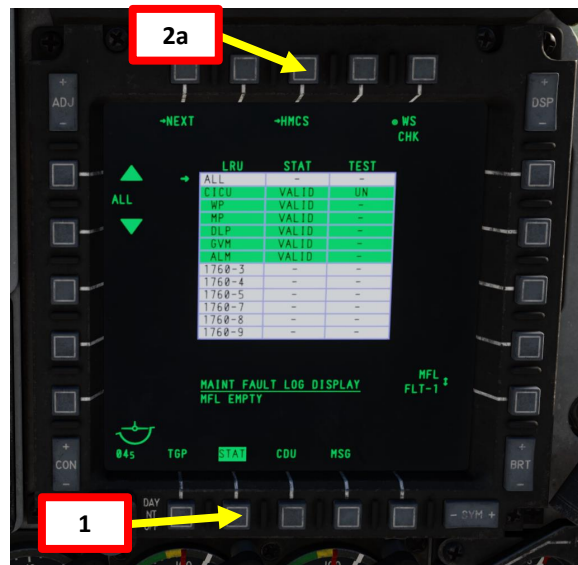 2a
+
ADJ
-
+
DSP
-
→NEXT
→HMCS
● WS
CHK
LRU STAT TEST
→ ALL - -
ALL
CICU VALID UN
WP VALID -
MP VALID -
DLP VALID -
GVM VALID -
ALM VALID -
1760-3 - -
1760-4 - -
1760-5 - -
1760-7 - -
1760-8 - -
1760-9 - -
MAINT FAULT LOG DISPLAY
MFL EMPTY
MFL
FLT-1 ↕
04s TGP STAT CDU MSG
+
CON
-
+
BRT
-
DAY
NT
1
- SYM +